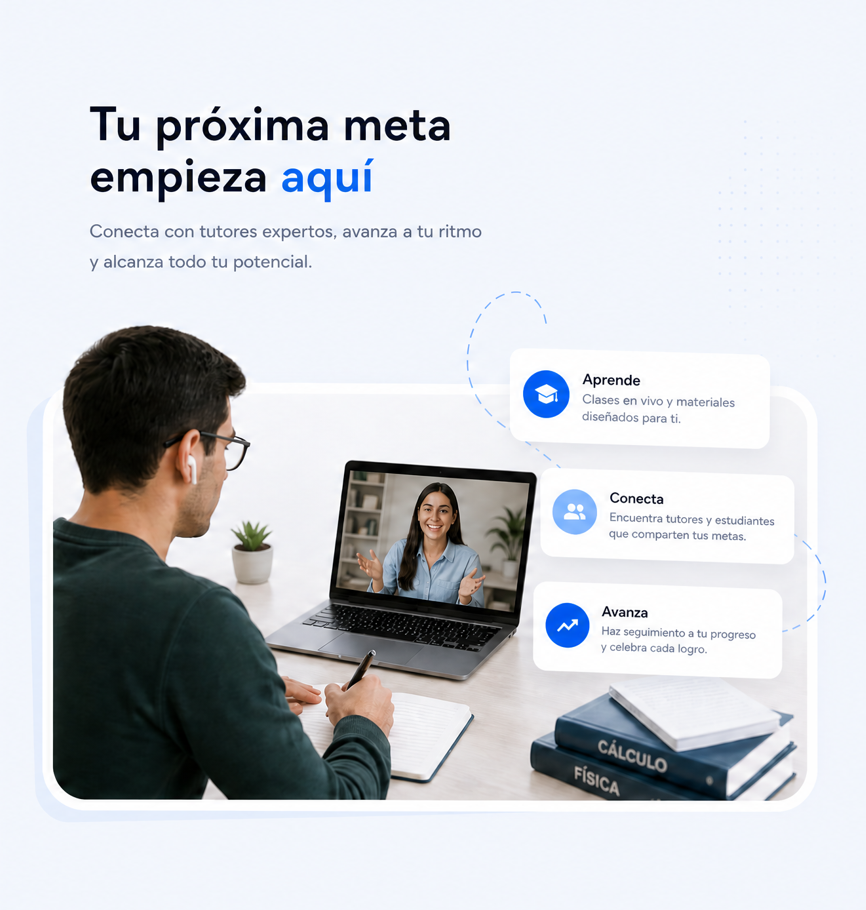 Tu próxima meta
empieza aquí
Conecta con tutores expertos, avanza a tu ritmo
y alcanza todo tu potencial.
Aprende
Clases en vivo y materiales
diseñados para ti.
Conecta
Encuentra tutores y estudiantes
que comparten tus metas.
Avanza
Haz seguimiento a tu progreso
y celebra cada logro.
CÁLCULO
FÍSICA